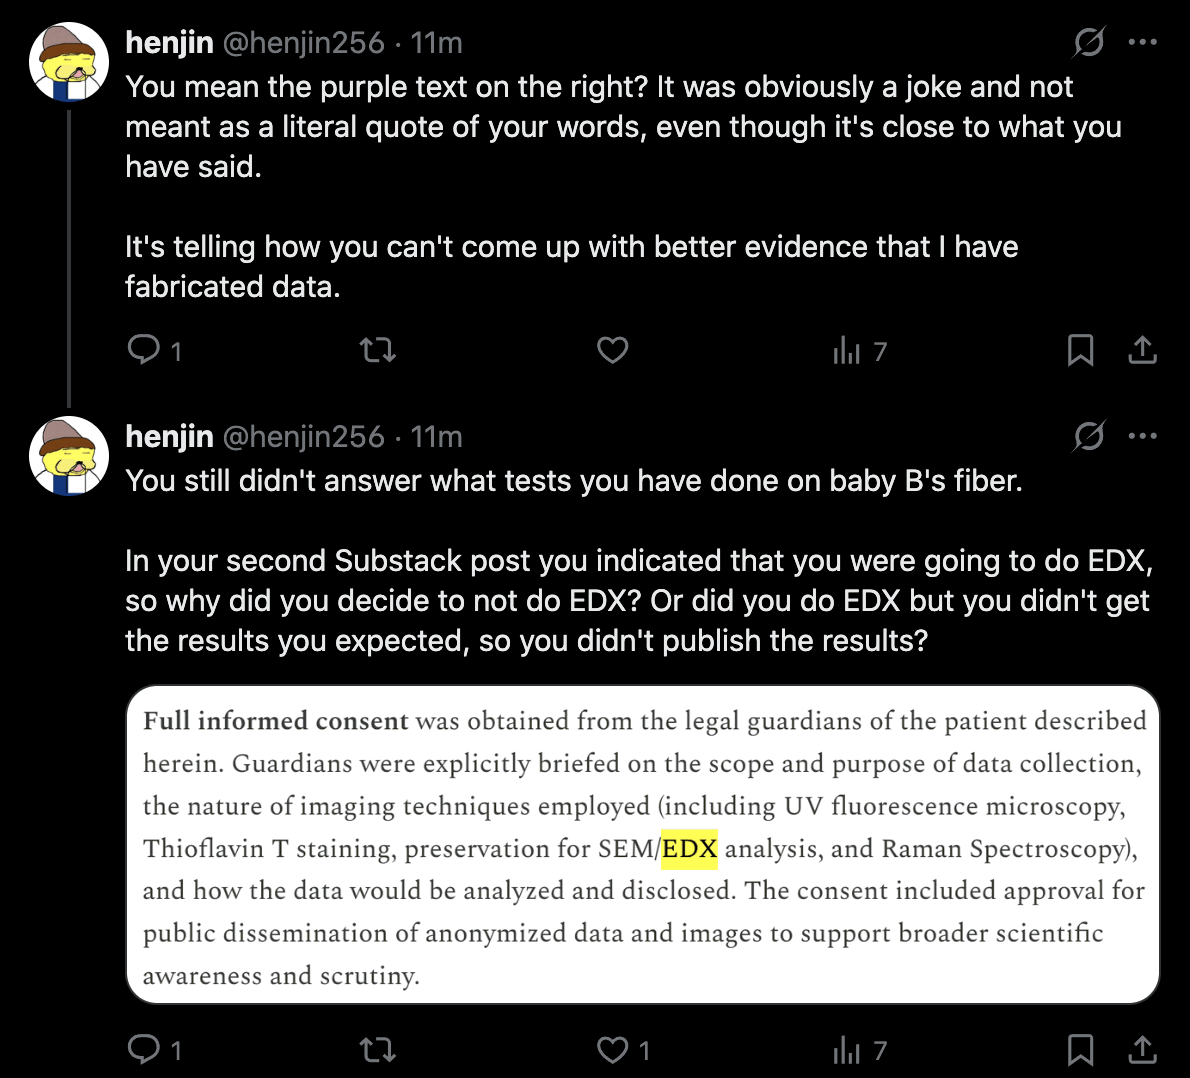 henjin @henjin256 · 11m
You mean the purple text on the right? It was obviously a joke and not
meant as a literal quote of your words, even though it's close to what you
have said.
It's telling how you can't come up with better evidence that I have
fabricated data.
1 7
henjin @henjin256 · 11m
You still didn't answer what tests you have done on baby B's fiber.
In your second Substack post you indicated that you were going to do EDX,
so why did you decide to not do EDX? Or did you do EDX but you didn't get
the results you expected, so you didn't publish the results?
Full informed consent was obtained from the legal guardians of the patient described
herein. Guardians were explicitly briefed on the scope and purpose of data collection,
the nature of imaging techniques employed (including UV fluorescence microscopy,
Thioflavin T staining, preservation for SEM/EDX analysis, and Raman Spectroscopy),
and how the data would be analyzed and disclosed. The consent included approval for
public dissemination of anonymized data and images to support broader scientific
awareness and scrutiny.
1 1 7